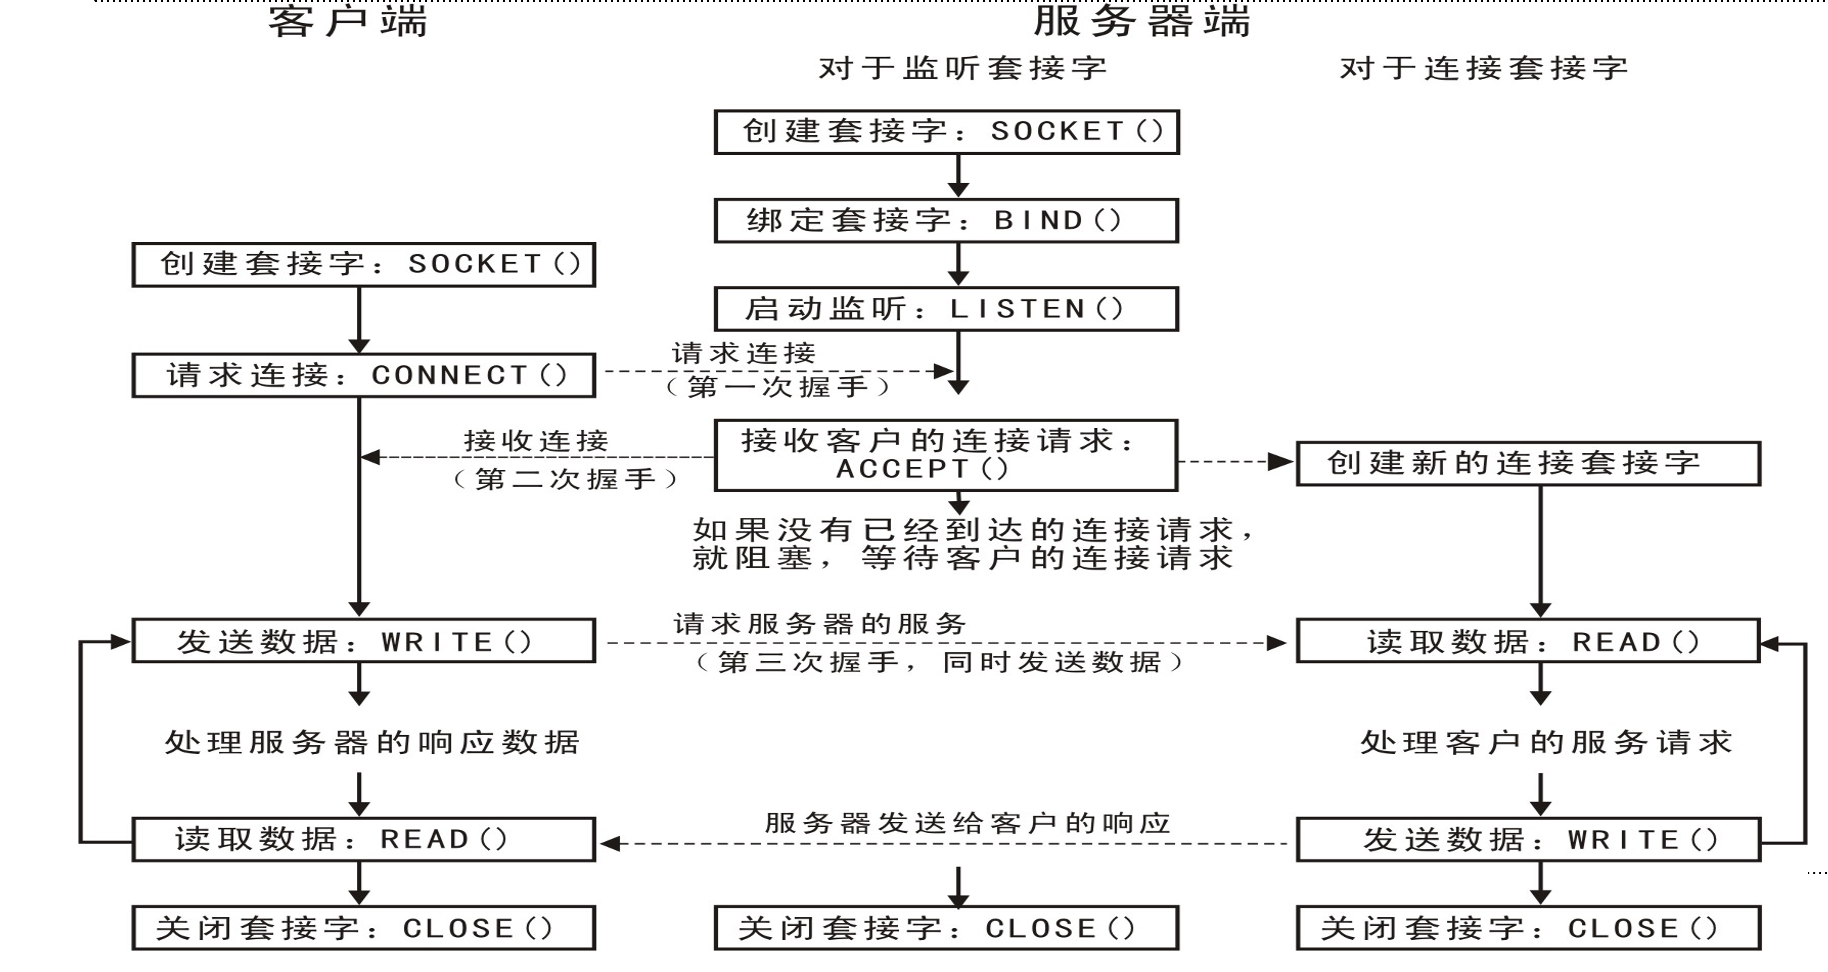 客户端
服务器端
对于监听套接字
对于连接套接字
创建套接字：SOCKET()
绑定套接字：BIND()
创建套接字：SOCKET()
启动监听：LISTEN()
请求连接
请求连接：CONNECT()
（第一次握手）
接收连接
（第二次握手）
接收客户的连接请求：
ACCEPT()
创建新的连接套接字
如果没有已经到达的连接请求，
就阻塞，等待客户的连接请求
发送数据：WRITE()
请求服务器的服务
（第三次握手，同时发送数据）
读取数据：READ()
处理服务器的响应数据
处理客户的服务请求
读取数据：READ()
服务器发送给客户的响应
发送数据：WRITE()
关闭套接字：CLOSE()
关闭套接字：CLOSE()
关闭套接字：CLOSE()